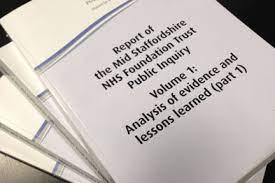 Report of
the Mid Staffordshire
NHS Foundation Trust
Public Inquiry
Volume 1:
Analysis of evidence and
lessons learned (part 1)